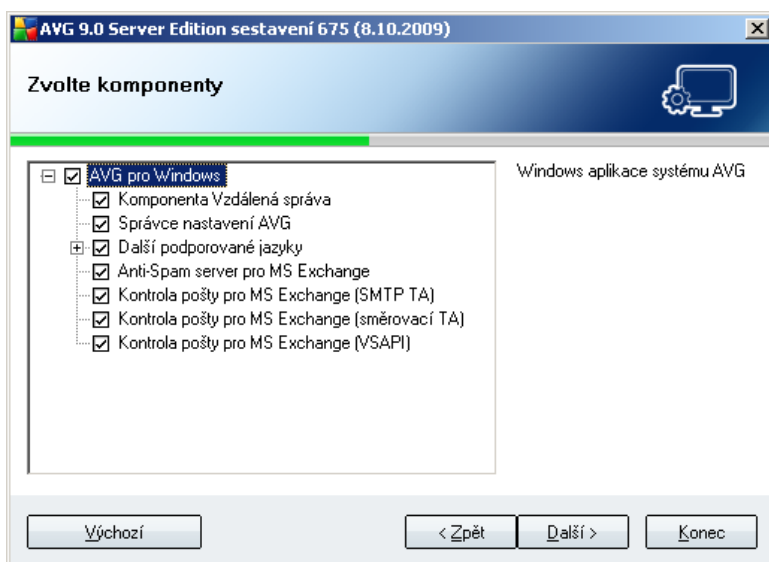 AVG 9.0 Server Edition sestavení 675 (8.10.2009)
Zvolte komponenty
AVG pro Windows
Komponenta Vzdálená správa
Správce nastavení AVG
Další podporované jazyky
Anti-Spam server pro MS Exchange
Kontrola pošty pro MS Exchange (SMTP TA)
Kontrola pošty pro MS Exchange (směrovací TA)
Kontrola pošty pro MS Exchange (VSAPI)
Windows aplikace systému AVG
Výchozí
< Zpět
Další >
Konec